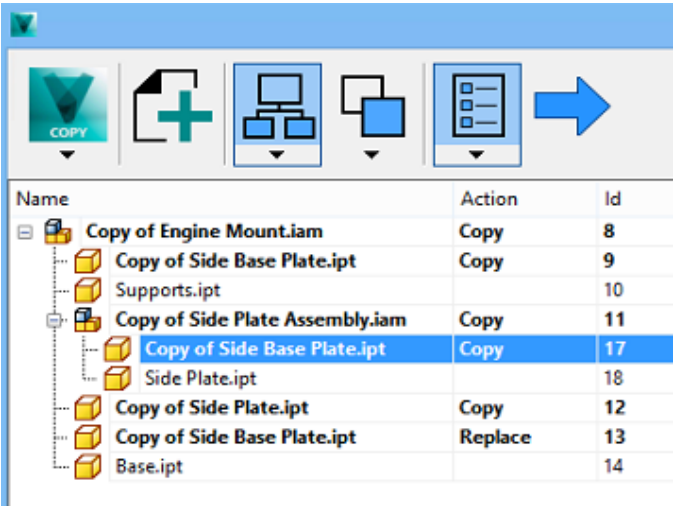 COPY
Name Action Id
Copy of Engine Mount.iam Copy 8
Copy of Side Base Plate.ipt Copy 9
Supports.ipt 10
Copy of Side Plate Assembly.iam Copy 11
Copy of Side Base Plate.ipt Copy 17
Side Plate.ipt 18
Copy of Side Plate.ipt Copy 12
Copy of Side Base Plate.ipt Replace 13
Base.ipt 14